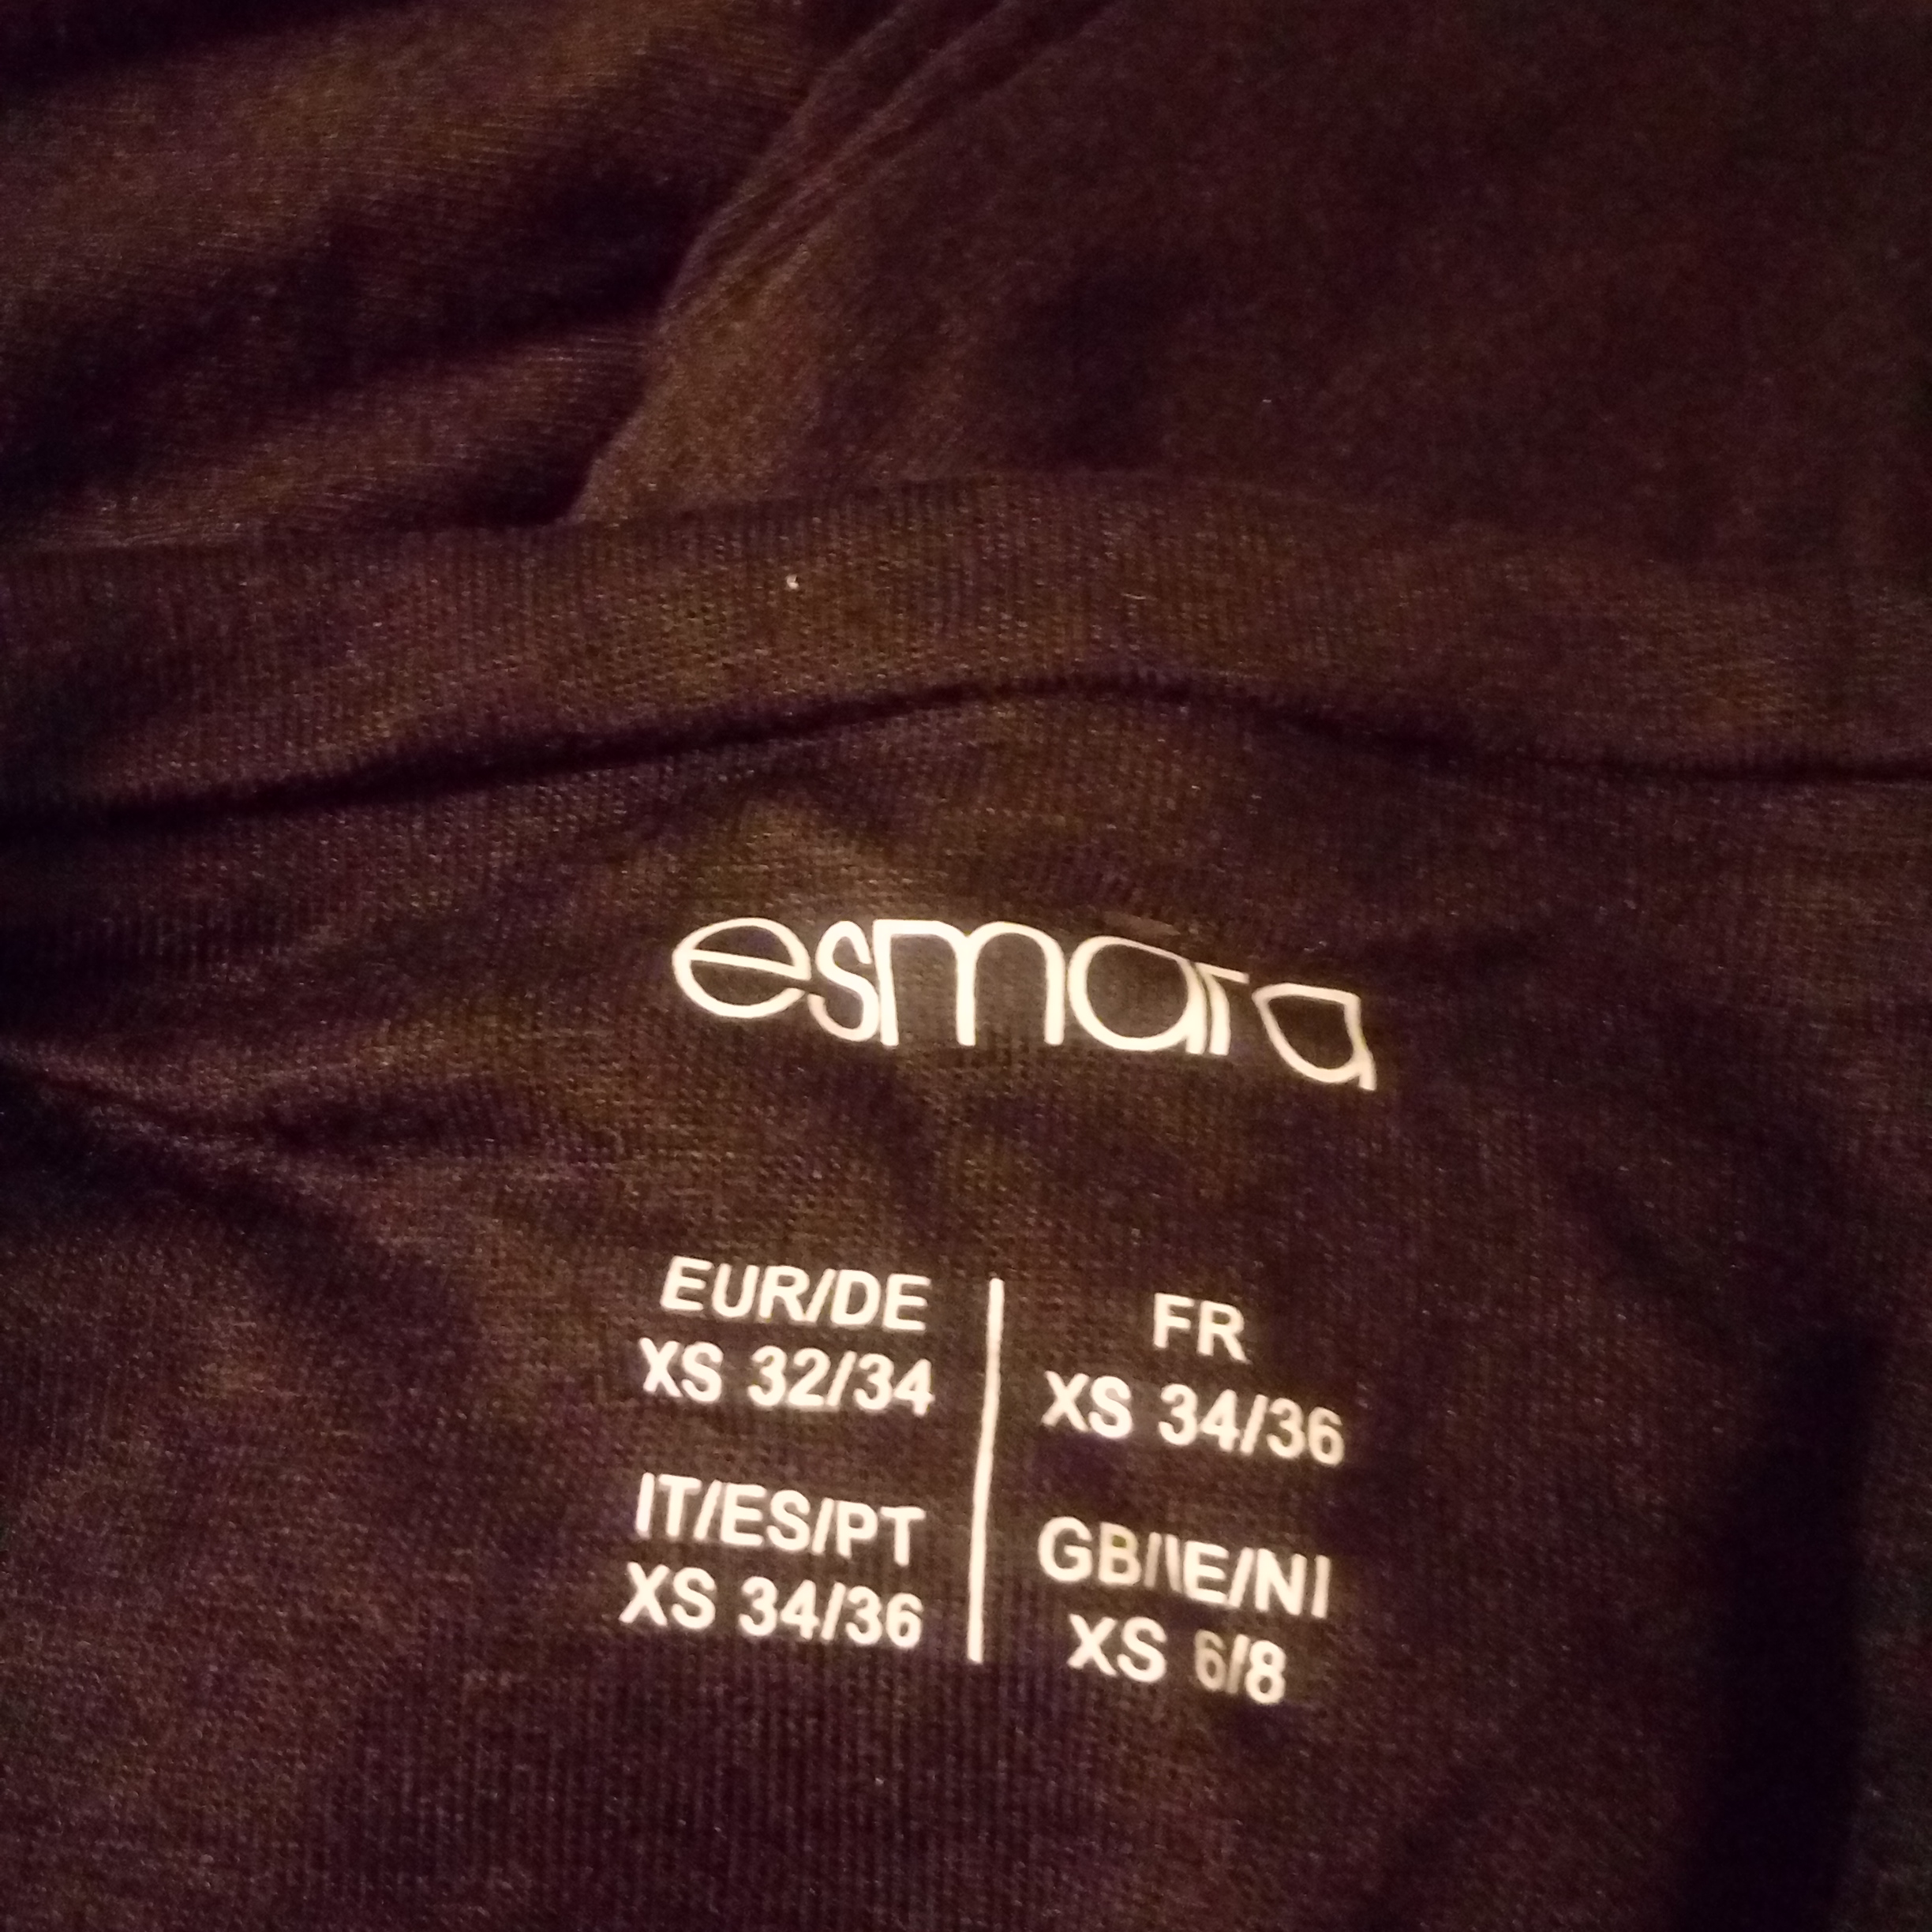 esmara
EUR/DE
XS 32/34
FR
XS 34/36
IT/ES/PT
XS 34/36
GB/IE/NI
XS 6/8